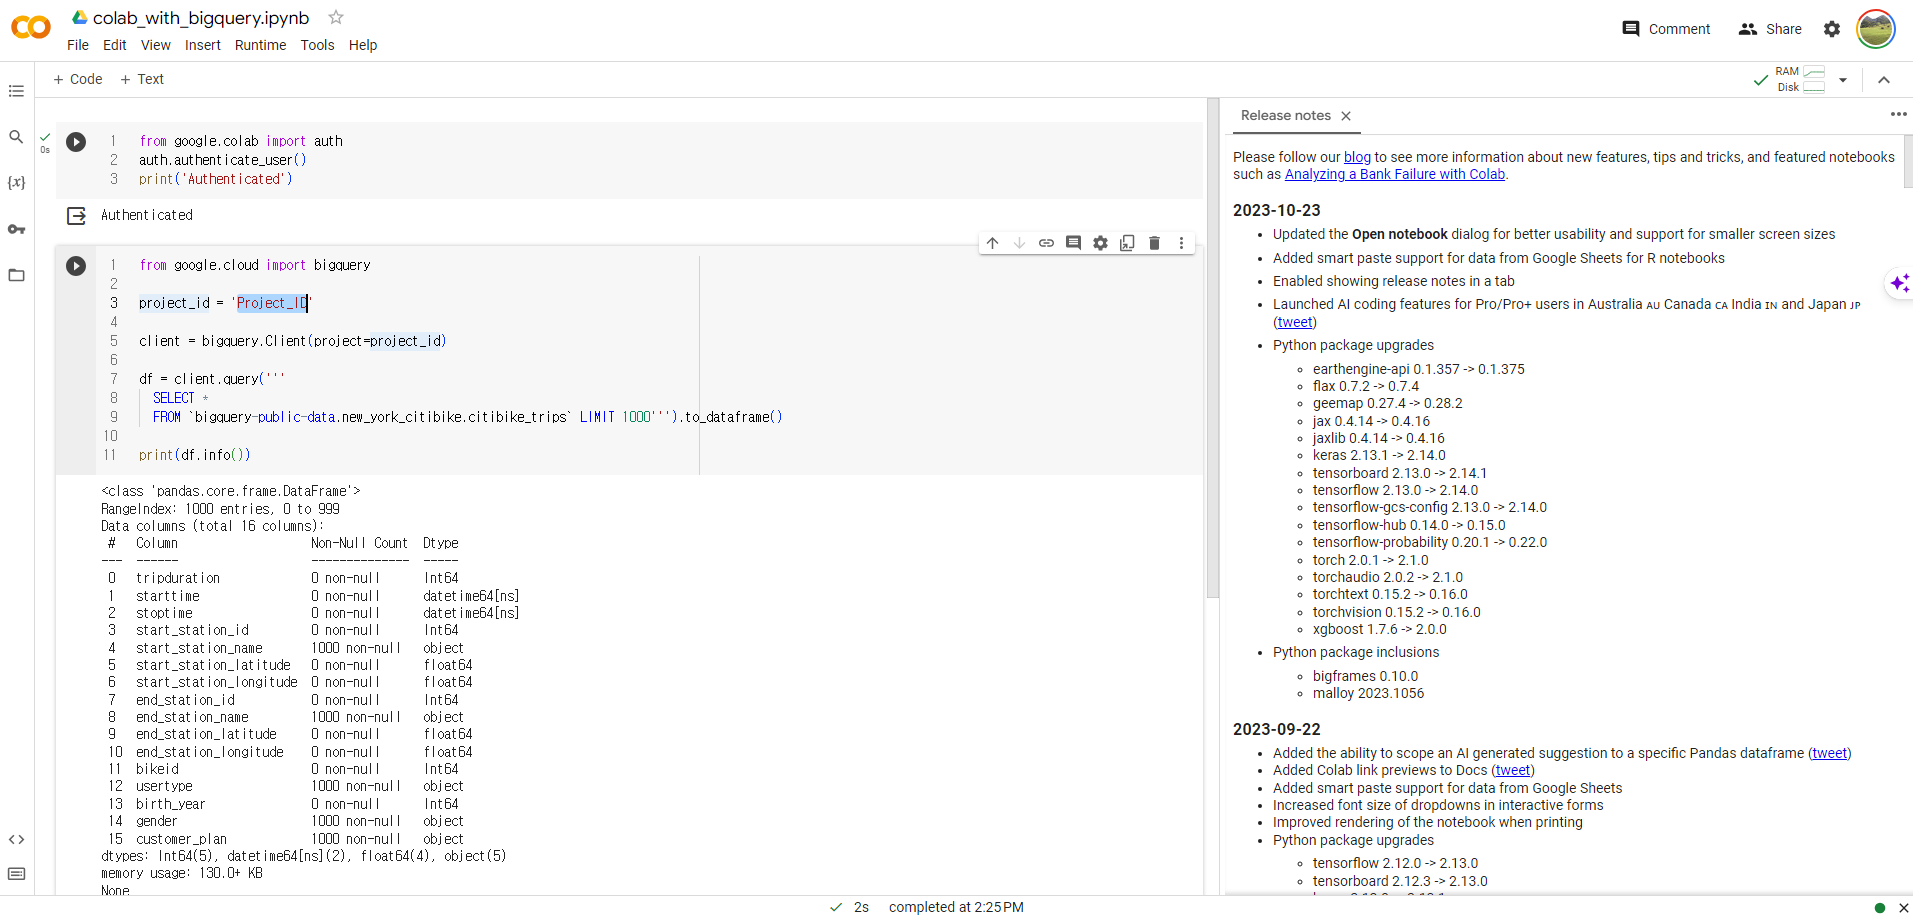 CO
colab_with_bigquery.ipynb
File Edit View Insert Runtime Tools Help
Comment
Share
+ Code + Text
RAM
Disk
0s
1 from google.colab import auth
2 auth.authenticate_user()
3 print('Authenticated')
Authenticated
{x}
1 from google.cloud import bigquery
2
3 project_id = 'Project_ID'
4
5 client = bigquery.Client(project=project_id)
6
7 df = client.query('''
8 SELECT *
9 FROM `bigquery-public-data.new_york_citibike.citibike_trips` LIMIT 1000''').to_dataframe()
10
11 print(df.info())
<class 'pandas.core.frame.DataFrame'>
RangeIndex: 1000 entries, 0 to 999
Data columns (total 16 columns):
# Column Non-Null Count Dtype
--- ------ -------------- -----
0 tripduration 0 non-null Int64
1 starttime 0 non-null datetime64[ns]
2 stoptime 0 non-null datetime64[ns]
3 start_station_id 0 non-null Int64
4 start_station_name 1000 non-null object
5 start_station_latitude 0 non-null float64
6 start_station_longitude 0 non-null float64
7 end_station_id 0 non-null Int64
8 end_station_name 1000 non-null object
9 end_station_latitude 0 non-null float64
10 end_station_longitude 0 non-null float64
11 bikeid 0 non-null Int64
12 usertype 1000 non-null object
13 birth_year 0 non-null Int64
14 gender 1000 non-null object
15 customer_plan 1000 non-null object
dtypes: Int64(5), datetime64[ns](2), float64(4), object(5)
memory usage: 130.0+ KB
None
Release notes
Please follow our blog to see more information about new features, tips and tricks, and featured notebooks
such as Analyzing a Bank Failure with Colab.
2023-10-23
Updated the Open notebook dialog for better usability and support for smaller screen sizes
Added smart paste support for data from Google Sheets for R notebooks
Enabled showing release notes in a tab
Launched AI coding features for Pro/Pro+ users in Australia AU Canada CA India IN and Japan JP
(tweet)
Python package upgrades
earthengine-api 0.1.357 -> 0.1.375
flax 0.7.2 -> 0.7.4
geemap 0.27.4 -> 0.28.2
jax 0.4.14 -> 0.4.16
jaxlib 0.4.14 -> 0.4.16
keras 2.13.1 -> 2.14.0
tensorboard 2.13.0 -> 2.14.1
tensorflow 2.13.0 -> 2.14.0
tensorflow-gcs-config 2.13.0 -> 2.14.0
tensorflow-hub 0.14.0 -> 0.15.0
tensorflow-probability 0.20.1 -> 0.22.0
torch 2.0.1 -> 2.1.0
torchaudio 2.0.2 -> 2.1.0
torchtext 0.15.2 -> 0.16.0
torchvision 0.15.2 -> 0.16.0
xgboost 1.7.6 -> 2.0.0
Python package inclusions
bigframes 0.10.0
malloy 2023.1056
2023-09-22
Added the ability to scope an AI generated suggestion to a specific Pandas dataframe (tweet)
Added Colab link previews to Docs (tweet)
Added smart paste support for data from Google Sheets
Increased font size of dropdowns in interactive forms
Improved rendering of the notebook when printing
Python package upgrades
tensorflow 2.12.0 -> 2.13.0
tensorboard 2.12.3 -> 2.13.0
2s completed at 2:25 PM